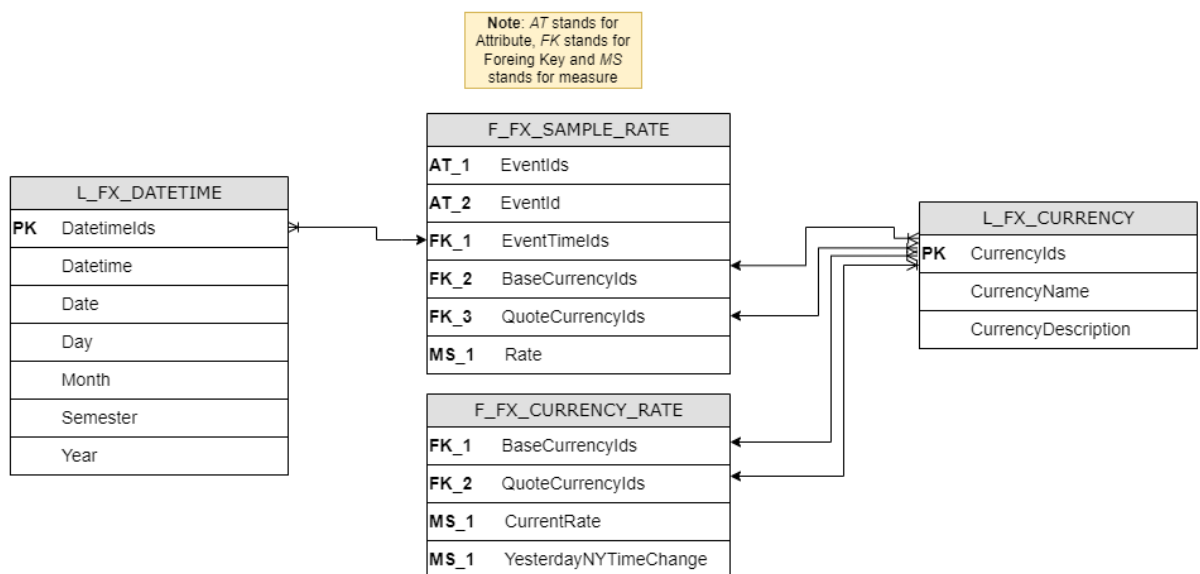 Note: AT stands for
Attribute, FK stands for
Foreing Key and MS
stands for measure
L_FX_DATETIME
PK DatetimeIds
Datetime
Date
Day
Month
Semester
Year
F_FX_SAMPLE_RATE
AT_1 EventIds
AT_2 EventId
FK_1 EventTimeIds
FK_2 BaseCurrencyIds
FK_3 QuoteCurrencyIds
MS_1 Rate
F_FX_CURRENCY_RATE
FK_1 BaseCurrencyIds
FK_2 QuoteCurrencyIds
MS_1 CurrentRate
MS_1 YesterdayNYTimeChange
L_FX_CURRENCY
PK CurrencyIds
CurrencyName
CurrencyDescription